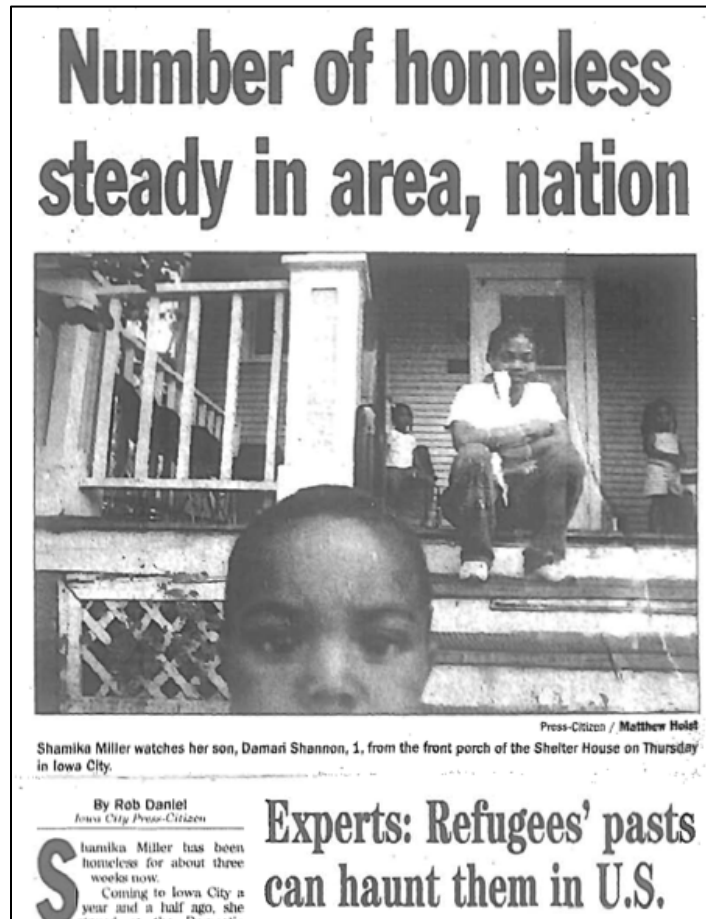 Number of homeless
steady in area, nation
Press-Citizen / Matthew Holst
Shamika Miller watches her son, Damari Shannon, 1, from the front porch of the Shelter House on Thursday
in Iowa City.
By Rob Daniel
Iowa City Press-Citizen
Shamika Miller has been
homeless for about three
weeks now.
Coming to Iowa City a
year and a half ago, she
Experts: Refugees' pasts
can haunt them in U.S.